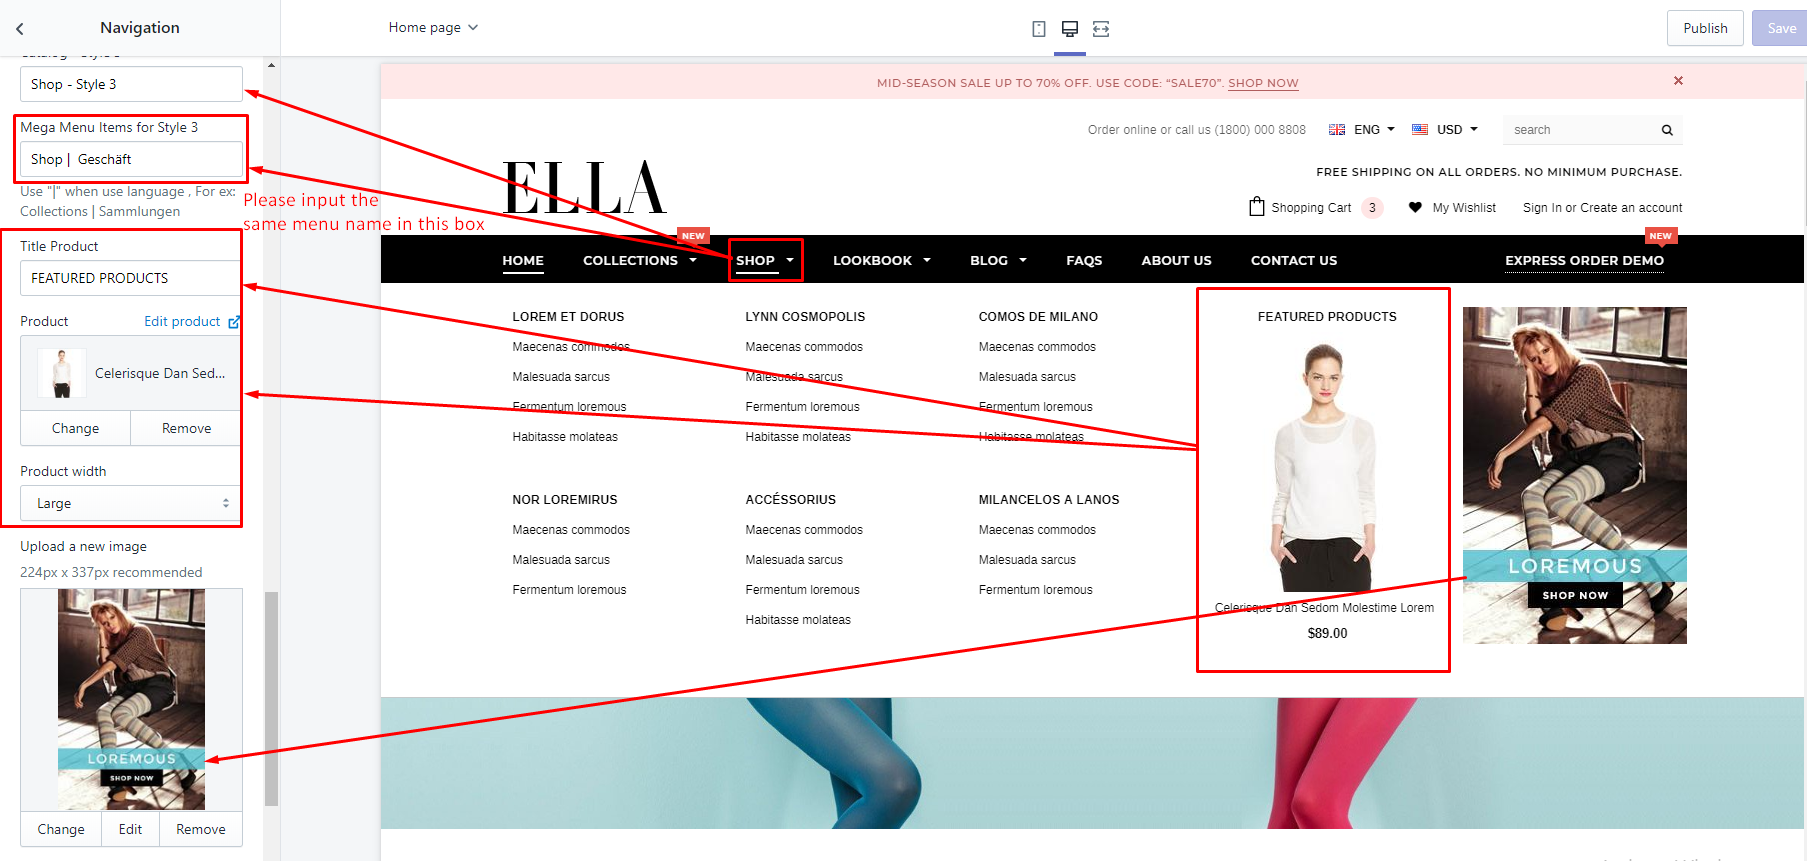 Navigation
Home page
Publish
Save
Shop - Style 3
Mega Menu Items for Style 3
Shop | Geschäft
Use "|" when use language , For ex:
Collections | Sammlungen
Please input the
same menu name in this box
Title Product
FEATURED PRODUCTS
Product
Edit product
Celerisque Dan Sed...
Change
Remove
Product width
Large
Upload a new image
224px x 337px recommended
LOREMOUS
SHOP NOW
Change
Edit
Remove
MID-SEASON SALE UP TO 70% OFF. USE CODE: “SALE70”. SHOP NOW
Order online or call us (1800) 000 8808
ENG
USD
search
ELLA
FREE SHIPPING ON ALL ORDERS. NO MINIMUM PURCHASE.
Shopping Cart 3
My Wishlist
Sign In or Create an account
NEW
NEW
HOME
COLLECTIONS
SHOP
LOOKBOOK
BLOG
FAQS
ABOUT US
CONTACT US
EXPRESS ORDER DEMO
LOREM ET DORUS
Maecenas commodos
Malesuada sarcus
Fermentum loremous
Habitasse molateas
LYNN COSMOPOLIS
Maecenas commodos
Malesuada sarcus
Fermentum loremous
Habitasse molateas
COMOS DE MILANO
Maecenas commodos
Malesuada sarcus
Fermentum loremous
Habitasse molateas
NOR LOREMIRUS
Maecenas commodos
Malesuada sarcus
Fermentum loremous
ACCÉSSORIUS
Maecenas commodos
Malesuada sarcus
Fermentum loremous
Habitasse molateas
MILANCELOS A LANOS
Maecenas commodos
Malesuada sarcus
Fermentum loremous
FEATURED PRODUCTS
Celerisque Dan Sedom Molestime Lorem
$89.00
LOREMOUS
SHOP NOW